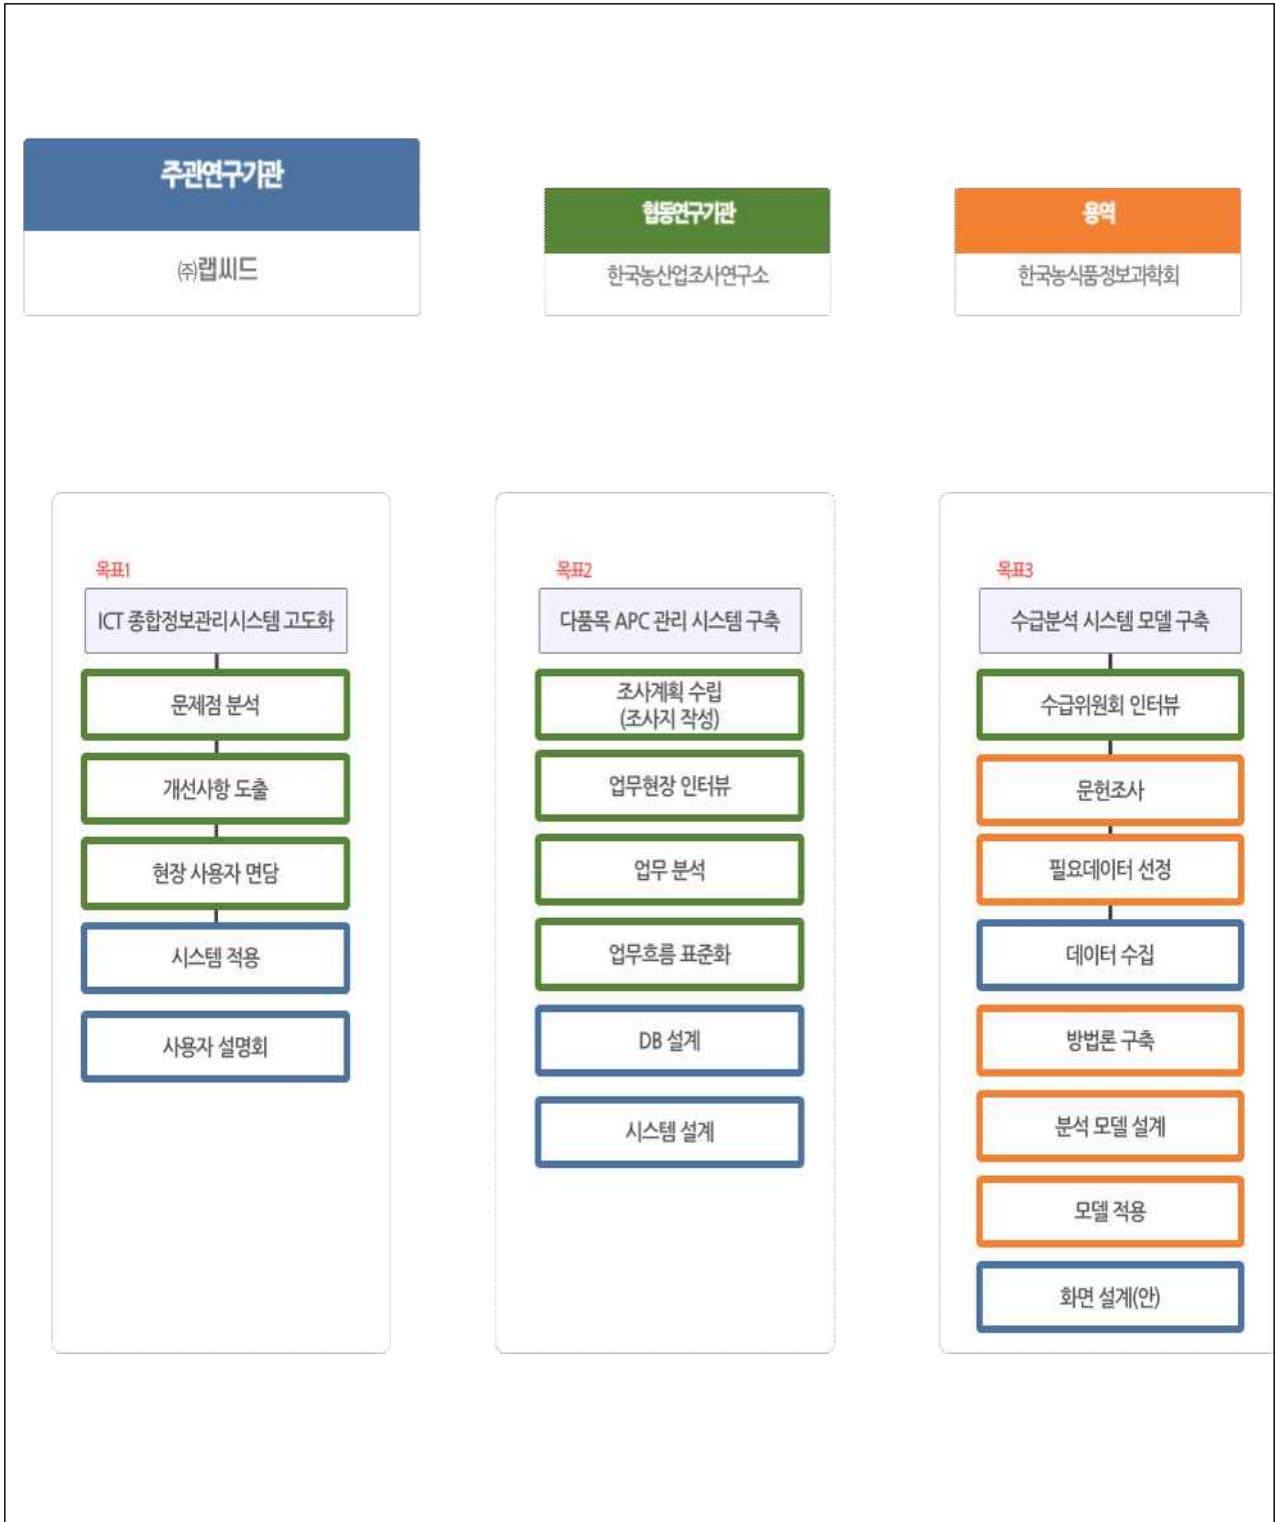 주관연구기관
㈜랩씨드
협동연구기관
한국농산업조사연구소
용역
한국농식품정보과학회
목표1
ICT 종합정보관리시스템 고도화
문제점 분석
개선사항 도출
현장 사용자 면담
시스템 적용
사용자 설명회
목표2
다품목 APC 관리 시스템 구축
조사계획 수립
(조사지 작성)
업무현장 인터뷰
업무 분석
업무흐름 표준화
DB 설계
시스템 설계
목표3
수급분석 시스템 모델 구축
수급위원회 인터뷰
문헌조사
필요데이터 선정
데이터 수집
방법론 구축
분석 모델 설계
모델 적용
화면 설계(안)